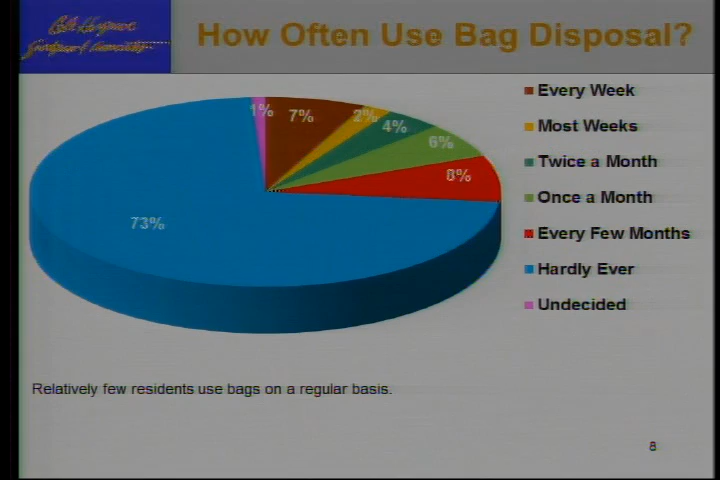 How Often Use Bag Disposal?
Every Week
Most Weeks
Twice a Month
Once a Month
Every Few Months
Hardly Ever
Undecided
1%
7%
2%
4%
6%
8%
73%
Relatively few residents use bags on a regular basis.
8